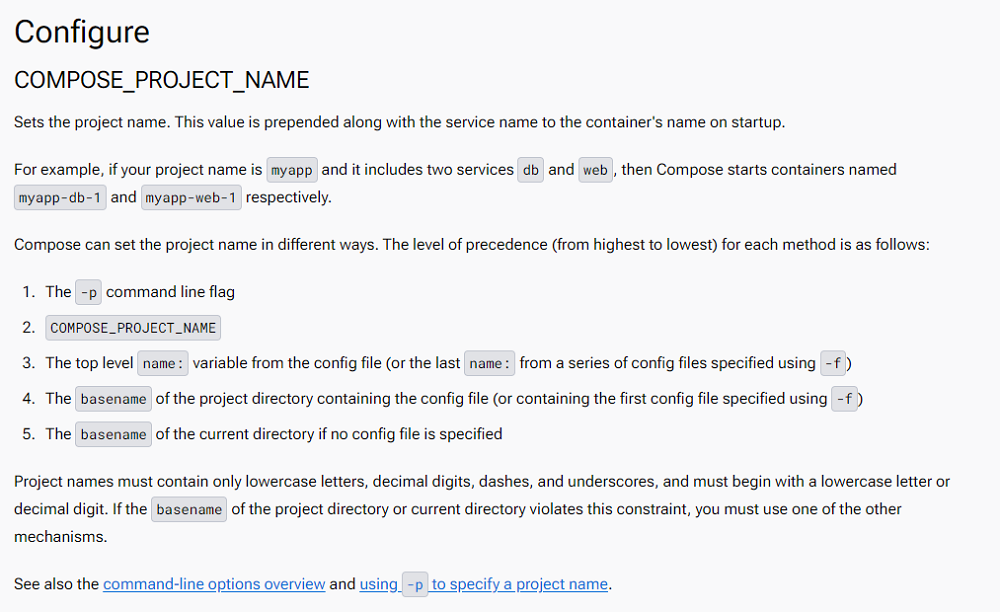 Configure
COMPOSE_PROJECT_NAME
Sets the project name. This value is prepended along with the service name to the container's name on startup.
For example, if your project name is myapp and it includes two services db and web, then Compose starts containers named
myapp-db-1 and myapp-web-1 respectively.
Compose can set the project name in different ways. The level of precedence (from highest to lowest) for each method is as follows:
1. The -p command line flag
2. COMPOSE_PROJECT_NAME
3. The top level name: variable from the config file (or the last name: from a series of config files specified using -f)
4. The basename of the project directory containing the config file (or containing the first config file specified using -f)
5. The basename of the current directory if no config file is specified
Project names must contain only lowercase letters, decimal digits, dashes, and underscores, and must begin with a lowercase letter or
decimal digit. If the basename of the project directory or current directory violates this constraint, you must use one of the other
mechanisms.
See also the command-line options overview and using -p to specify a project name.